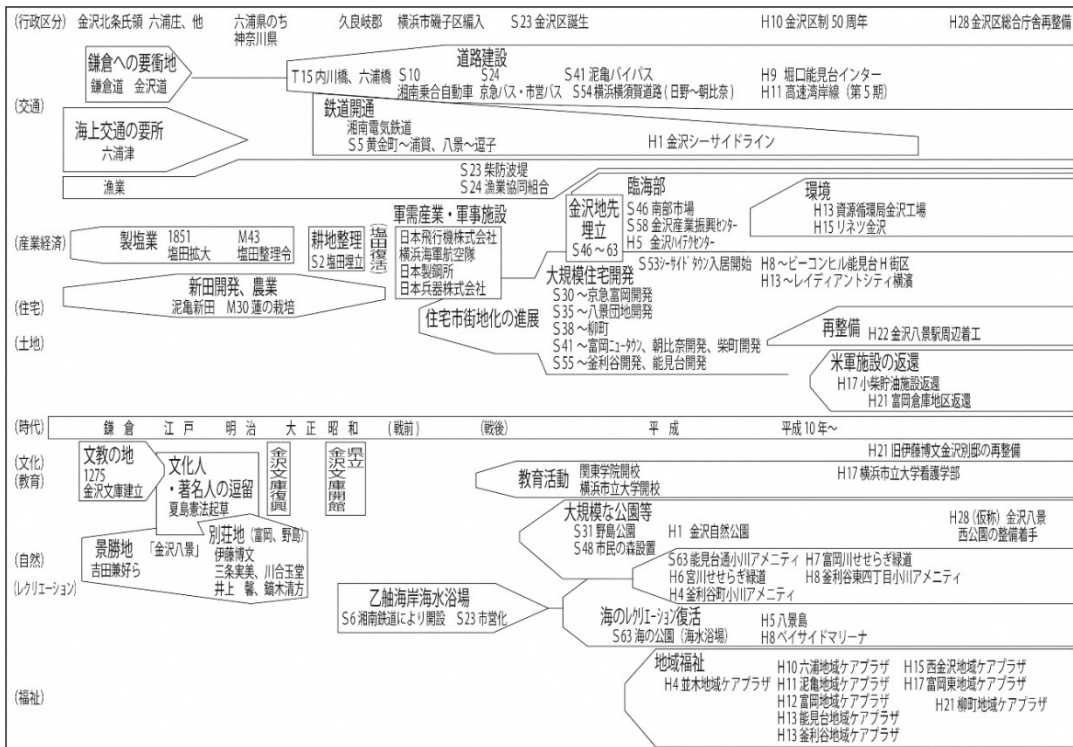 (行政区分) 金沢北条氏領 六浦庄、他 六浦県のち 久良岐郡 横浜市磯子区編入 S23 金沢区誕生 H10 金沢区制 50 周年 H28 金沢区総合庁舎再整備
神奈川県
鎌倉への要衝地
鎌倉道 金沢道
道路建設
T15 内川橋、六浦橋 S10 S24 S41 泥亀バイパス H9 堀口能見台インター
湘南乗合自動車 京急バス・市営バス S54 横浜横須賀道路 ( 日野～朝比奈 ) H11 高速湾岸線（第 5 期）
(交通)
鉄道開通
湘南電気鉄道
S5 黄金町～浦賀、八景～逗子 H1 金沢シーサイドライン
海上交通の要所
六浦津
漁業
S23 柴防波堤
S24 漁業協同組合
(産業経済)
製塩業 1851 M43
塩田拡大 塩田整理令
耕地整理
S2 塩田埋立
塩田復活
軍需産業・軍事施設
日本飛行機株式会社
横浜海軍航空隊
日本製鋼所
日本兵器株式会社
金沢地先
埋立
S46 ～ 63
臨海部
S46 南部市場
S58 金沢産業振興センター
H5 金沢ハイテクセンター
環境
H13 資源循環局金沢工場
H15 リネツ金沢
新田開発、農業
泥亀新田 M30 蓮の栽培
(住宅)
(土地)
住宅市街地化の進展
大規模住宅開発
S53シーサイドタウン入居開始 H8 ～ビーコンヒル能見台 H 街区
H13 ～レイディアントシティ横濱
S30 ～京急富岡開発
S35 ～八景団地開発
S38 ～柳町
S41 ～富岡ニュータウン、朝比奈開発、柴町開発
S55 ～釜利谷開発、能見台開発
再整備 H22 金沢八景駅周辺着工
米軍施設の返還
H17 小柴貯油施設返還
H21 富岡倉庫地区返還
(時代) 鎌 倉 江 戸 明 治 大 正 昭 和 (戦前) (戦後) 平 成 平成 10 年～
(文化)
(教育)
文教の地
1275
金沢文庫建立
文化人
・著名人の逗留
夏島憲法起草
金沢文庫復興
県立
金沢文庫開館
教育活動
関東学院開校
横浜市立大学開校
H21 旧伊藤博文金沢別邸の再整備
H17 横浜市立大看護学部
大規模な公園等
S31 野島公園 H1 金沢自然公園
S48 市民の森設置
H28 (仮称) 金沢八景
西公園の整備着手
(自然)
(レクリエーション)
景勝地 「金沢八景」
吉田兼好ら
別荘地 (富岡、野島)
伊藤博文
三条実美、川合玉堂
井上 馨、鏑木清方
S63 能見台通小川アメニティ H7 富岡川せせらぎ緑道
H6 宮川せせらぎ緑道 H8 釜利谷東四丁目小川アメニティ
H4 釜利谷町小川アメニティ
乙舳海岸海水浴場
S6 湘南鉄道により開設 S23 市営化
海のレクリエーション復活
S63 海の公園（海水浴場）
H5 八景島
H8 ベイサイドマリーナ
(福祉)
地域福祉
H4 並木地域ケアプラザ
H10 六浦地域ケアプラザ H15 西金沢地域ケアプラザ
H11 泥亀地域ケアプラザ H17 富岡東地域ケアプラザ
H12 富岡地域ケアプラザ H21 柳町地域ケアプラザ
H13 能見台地域ケアプラザ
H13 釜利谷地域ケアプラザ